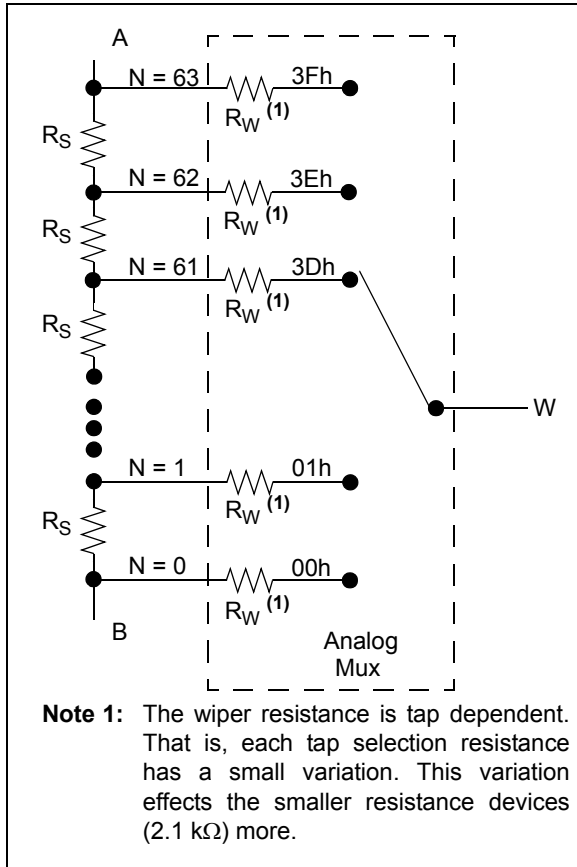 A
N = 63
3Fh
R_W (1)
R_S
N = 62
3Eh
R_W (1)
R_S
N = 61
3Dh
R_W (1)
R_S
W
N = 1
01h
R_W (1)
R_S
N = 0
00h
R_W (1)
B
Analog
Mux
Note 1: The wiper resistance is tap dependent.
That is, each tap selection resistance
has a small variation. This variation
effects the smaller resistance devices
(2.1 kΩ) more.